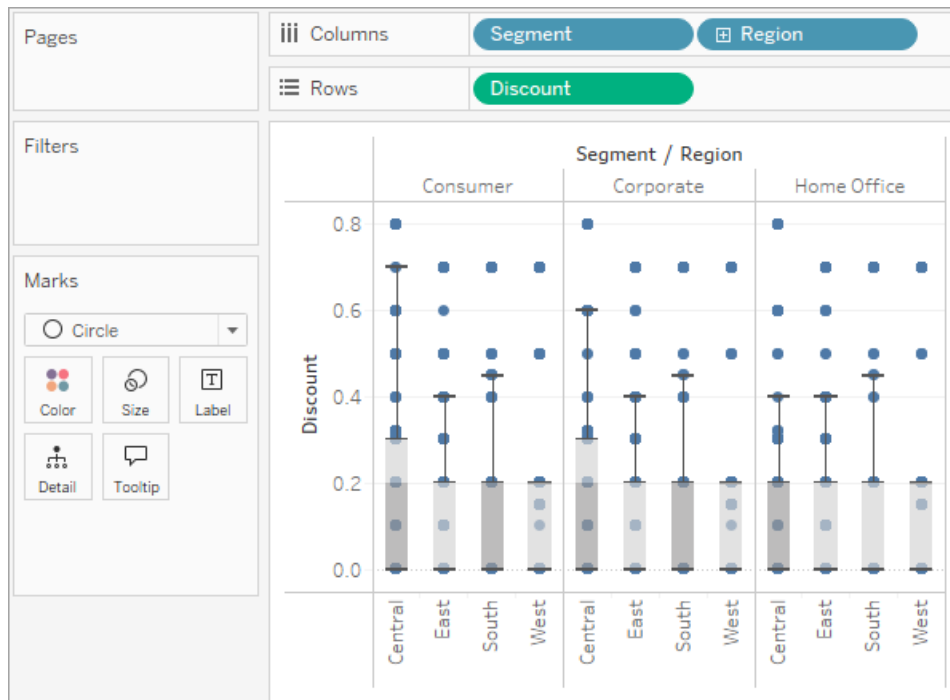 Pages
Columns
Segment
Region
Rows
Discount
Filters
Marks
Circle
Color
Size
Label
Detail
Tooltip
Segment / Region
Consumer
Corporate
Home Office
Discount
0.8
0.6
0.4
0.2
0.0
Central
East
South
West
Central
East
South
West
Central
East
South
West